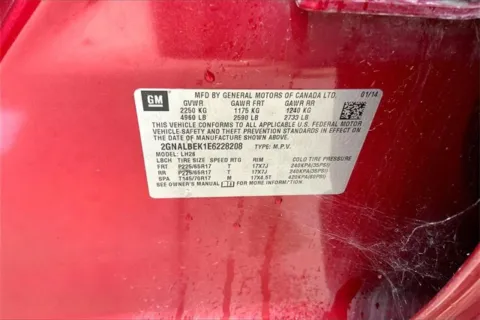 MFD BY GENERAL MOTORS OF CANADA LTD. 01/14
GM
GVWR GAWR FRT GAWR RR
2250 KG 1175 KG 1240 KG
4960 LB 2590 LB 2733 LB
THIS VEHICLE CONFORMS TO ALL APPLICABLE U.S. FEDERAL MOTOR
VEHICLE SAFETY AND THEFT PREVENTION STANDARDS IN EFFECT ON
THE DATE OF MANUFACTURE SHOWN ABOVE.
2GNALBEK1E6228208 TYPE: M.P.V.
MODEL: LH26
TIRE SIZE SPEED RTG RIM COLD TIRE PRESSURE
FRT P225/65R17 T 17X7J 240KPA(35PSI)
RR P225/65R17 T 17X7J 240KPA(35PSI)
SPA T145/70R17 M 17X4.5T 420KPA(60PSI)
SEE OWNER'S MANUAL FOR MORE INFORMATION